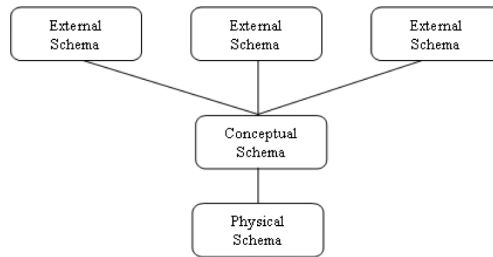 External
Schema
External
Schema
External
Schema
Conceptual
Schema
Physical
Schema